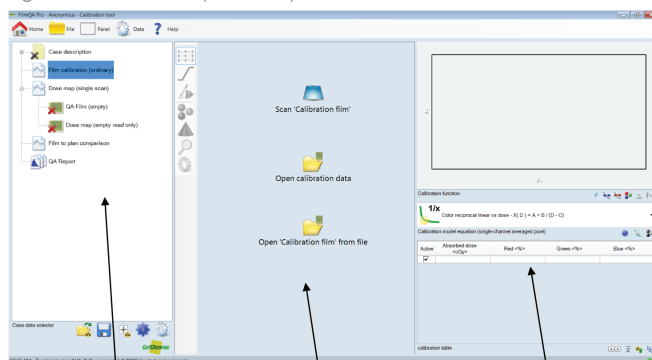 FilmQA Pro - Anonymous - Calibration tool
Home File Panel Data ? Help
Case description
Film calibration (ordinary)
Dose map (single scan)
QA Film (empty)
Dose map (empty read only)
Film to plan comparison
QA Report
Case data selector
GafChromic
Scan 'Calibration film'
Open calibration data
Open 'Calibration film' from file
Calibration function
1/x
Color reciprocal linear vs dose - X( D ) = A + B / (D - C)
Calibration model equation (single channel averaged pixel)
Active Absorbed dose <cGy> Red <%> Green <%> Blue <%>
calibration table